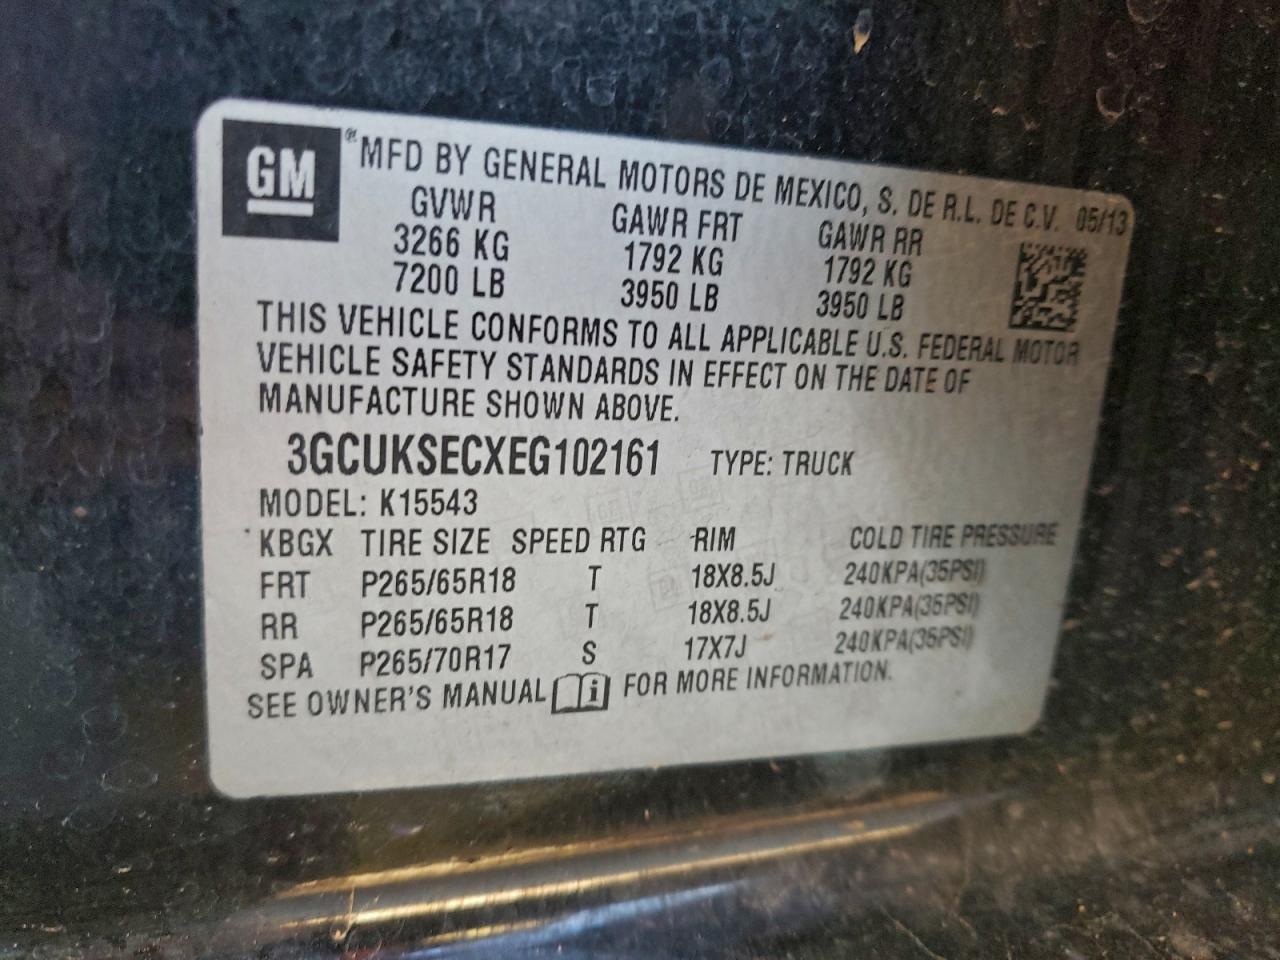 GM ® MFD BY GENERAL MOTORS DE MEXICO, S. DE R.L. DE C.V. 05/13
GVWR GAWR FRT GAWR RR
3266 KG 1792 KG 1792 KG
7200 LB 3950 LB 3950 LB
THIS VEHICLE CONFORMS TO ALL APPLICABLE U.S. FEDERAL MOTOR
VEHICLE SAFETY STANDARDS IN EFFECT ON THE DATE OF
MANUFACTURE SHOWN ABOVE.
3GCUKSECXEG102161 TYPE: TRUCK
MODEL: K15543
KBGX TIRE SIZE SPEED RTG RIM COLD TIRE PRESSURE
FRT P265/65R18 T 18X8.5J 240KPA(35PSI)
RR P265/65R18 T 18X8.5J 240KPA(35PSI)
SPA P265/70R17 S 17X7J 240KPA(35PSI)
SEE OWNER'S MANUAL i FOR MORE INFORMATION.